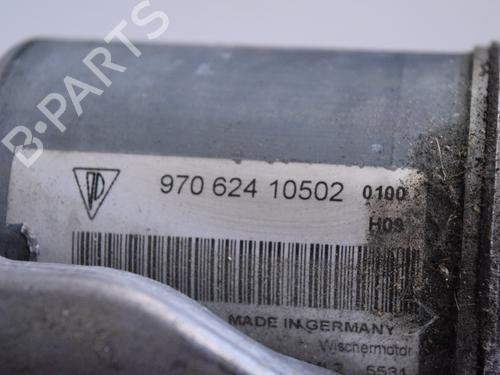 B-PARTS
970 624 10502 0100
H09
MADE IN GERMANY
Wischermotor
5531